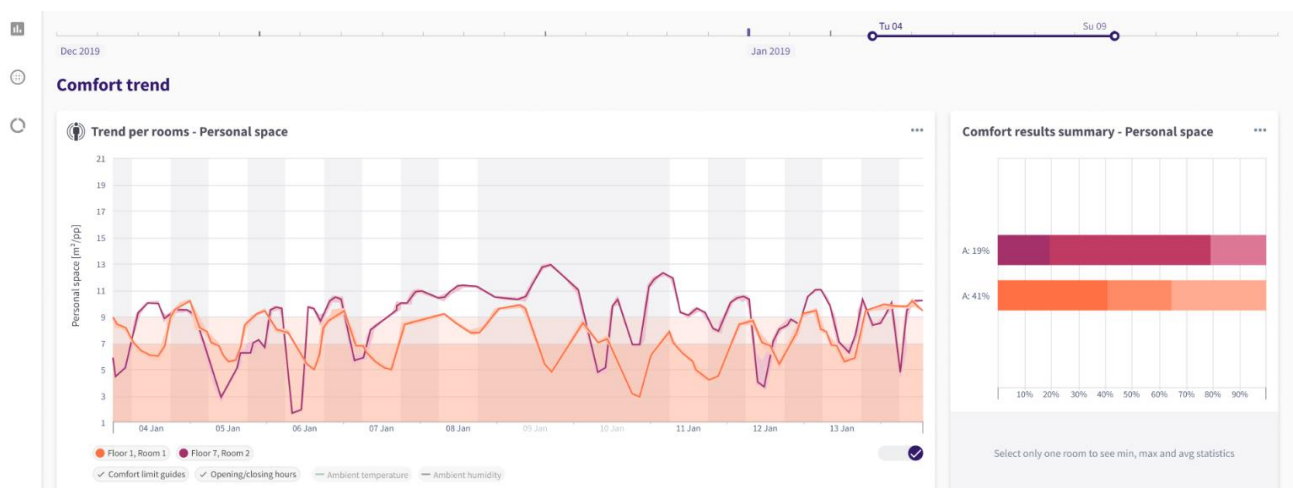 Tu 04
Su 09
Dec 2019
Jan 2019
Comfort trend
Trend per rooms - Personal space
Personal space [m²/pp]
21
19
17
15
13
11
9
7
5
3
1
04 Jan
05 Jan
06 Jan
07 Jan
08 Jan
09 Jan
10 Jan
11 Jan
12 Jan
13 Jan
Floor 1, Room 1
Floor 7, Room 2
Comfort limit guides
Opening/closing hours
Ambient temperature
Ambient humidity
Comfort results summary - Personal space
A: 19%
A: 41%
10% 20% 30% 40% 50% 60% 70% 80% 90%
Select only one room to see min, max and avg statistics